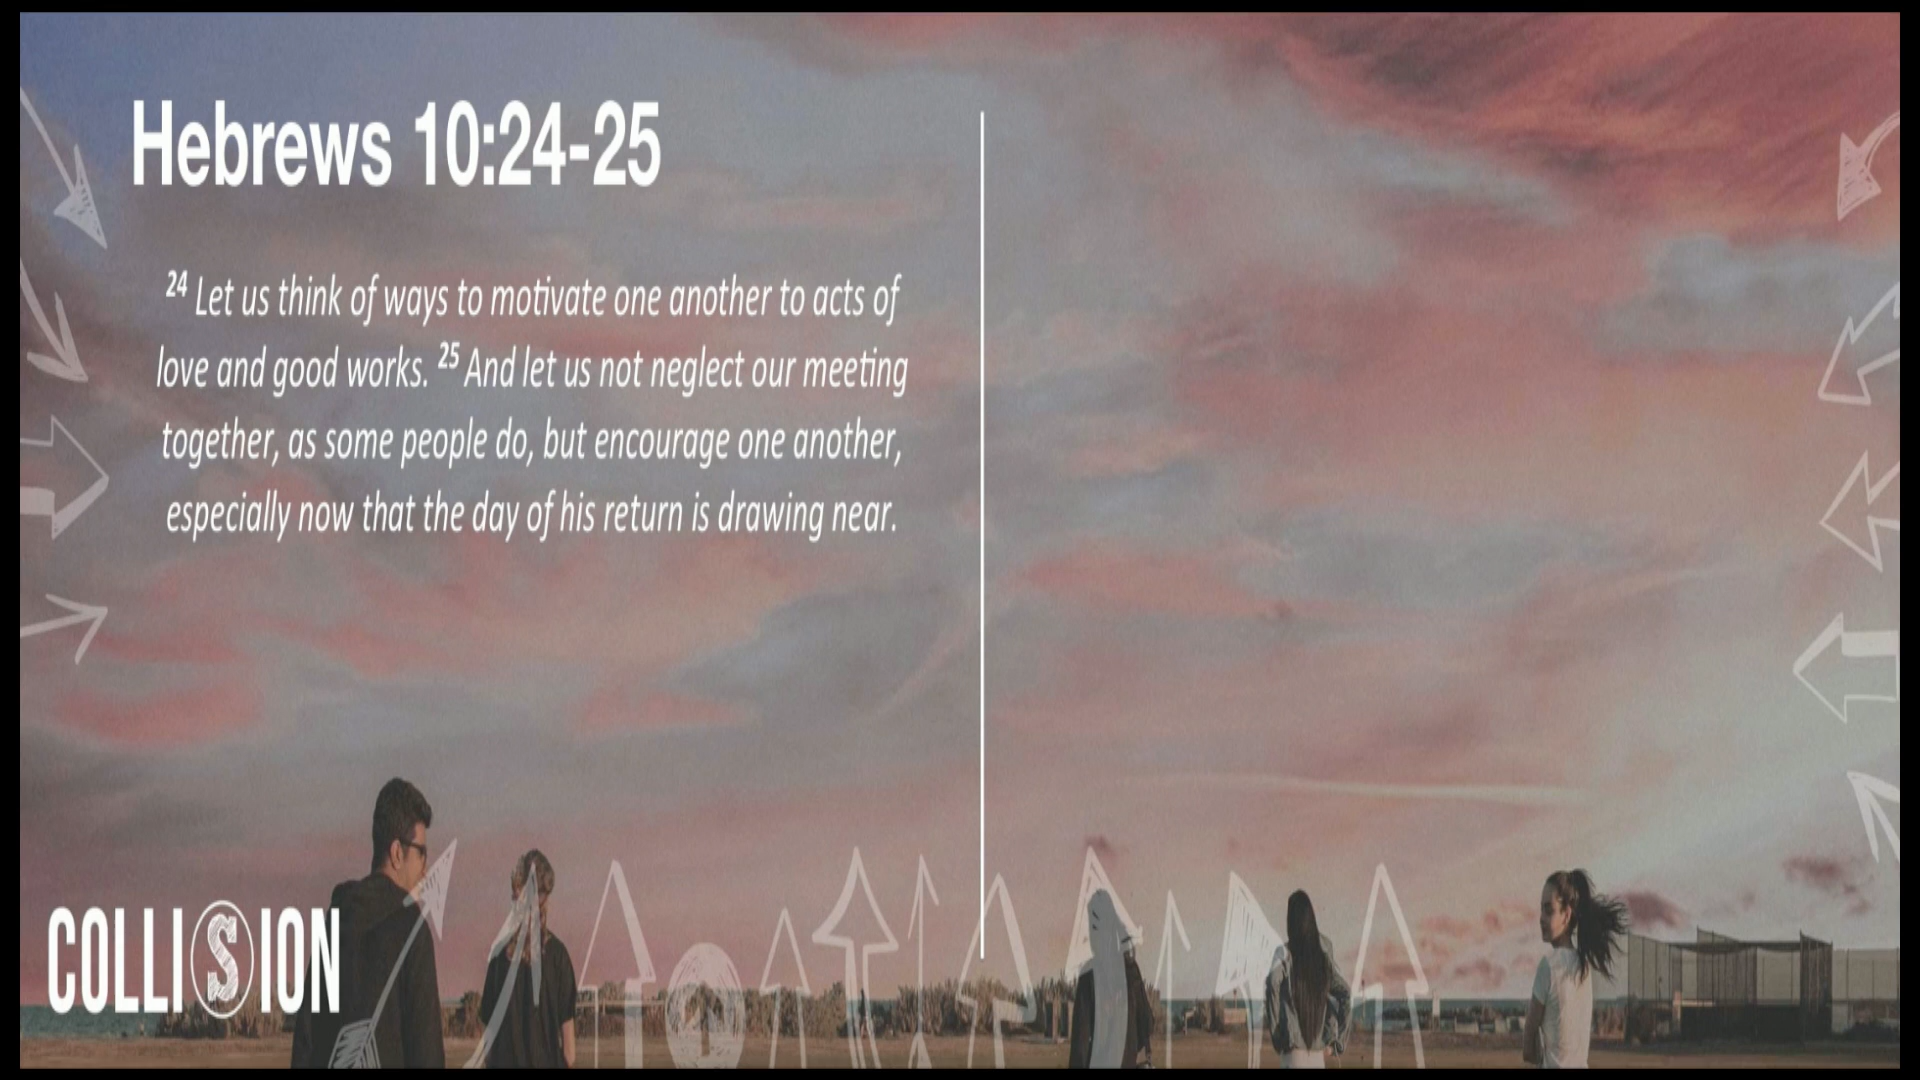 Hebrews 10:24-25
24 Let us think of ways to motivate one another to acts of
love and good works. 25 And let us not neglect our meeting
together, as some people do, but encourage one another,
especially now that the day of his return is drawing near.
COLLISION